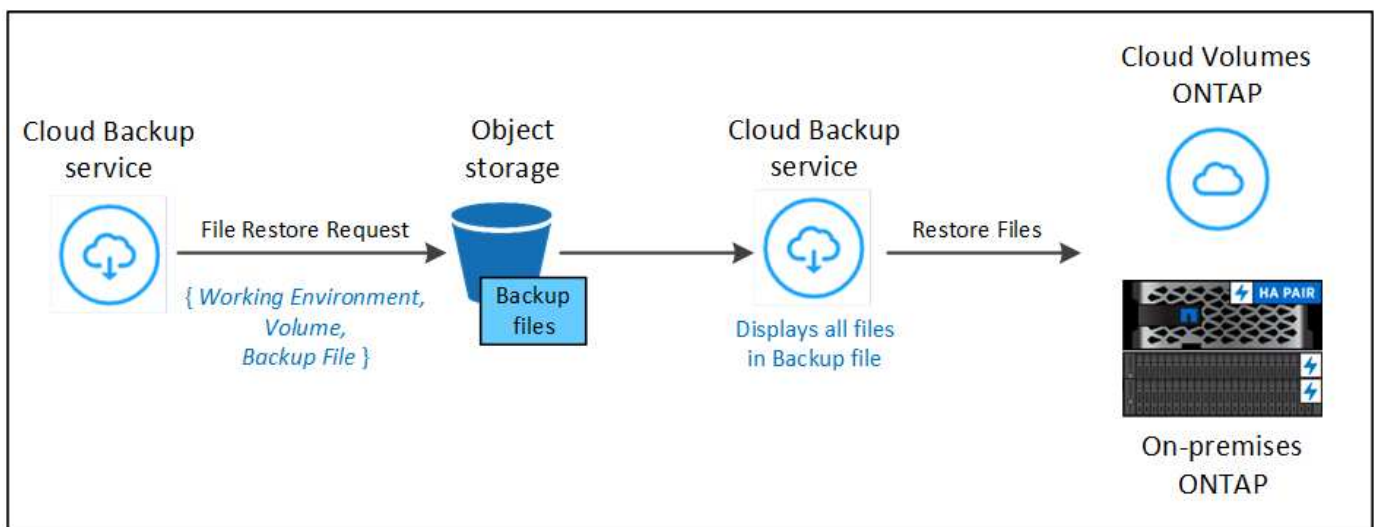 Cloud Backup
service
File Restore Request
{ Working Environment,
Volume,
Backup File }
Object
storage
Backup
files
Cloud Backup
service
Displays all files
in Backup file
Restore Files
Cloud Volumes
ONTAP
HA PAIR
On-premises
ONTAP